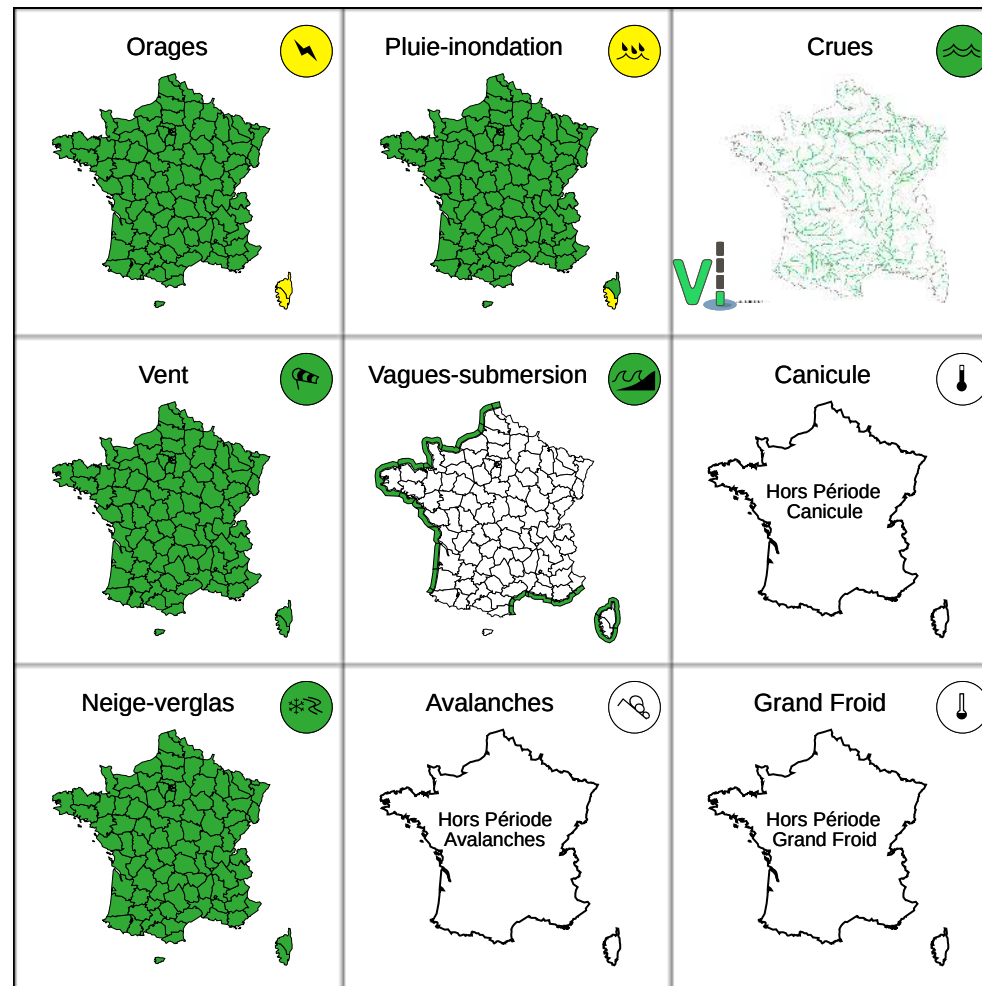 Orages
Pluie-inondation
Crues
Vi
Vent
Vagues-submersion
Canicule
Hors Période
Canicule
Neige-verglas
Avalanches
Grand Froid
Hors Période
Avalanches
Hors Période
Grand Froid